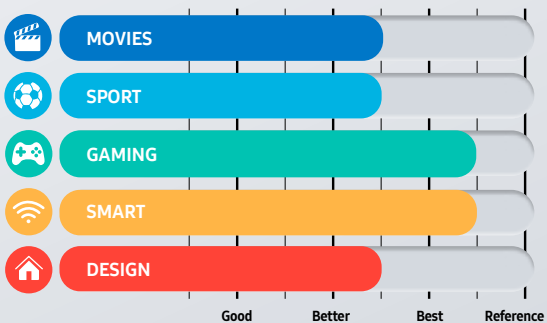 MOVIES
SPORT
GAMING
SMART
DESIGN
Good Better Best Reference